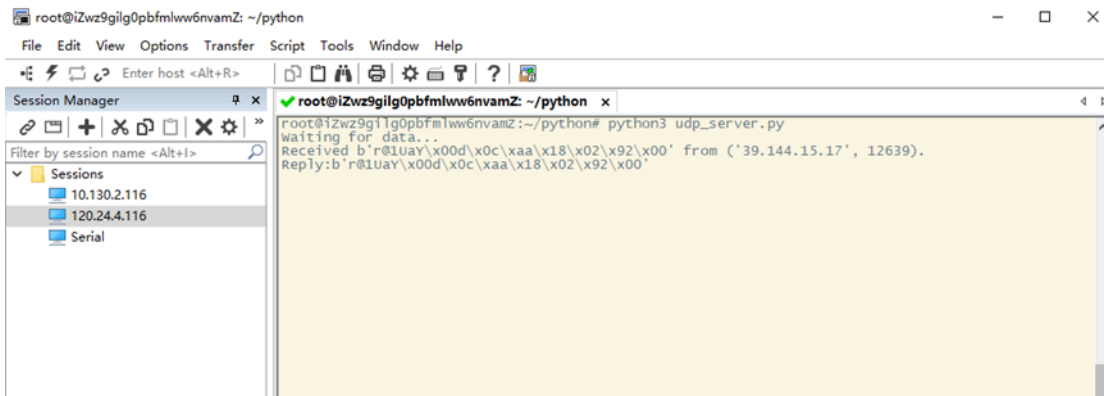 root@iZwz9gilg0pbfmlww6nvamZ: ~/python
File Edit View Options Transfer Script Tools Window Help
Enter host <Alt+R>
Session Manager
root@iZwz9gilg0pbfmlww6nvamZ: ~/python
Filter by session name <Alt+I>
Sessions
10.130.2.116
120.24.4.116
Serial
root@iZwz9gilg0pbfmlww6nvamZ:~/python# python3 udp_server.py
Waiting for data...
Received b'r@1UaY\x00d\x0c\xaa\x18\x02\x92\x00' from ('39.144.15.17', 12639).
Reply:b'r@1UaY\x00d\x0c\xaa\x18\x02\x92\x00'